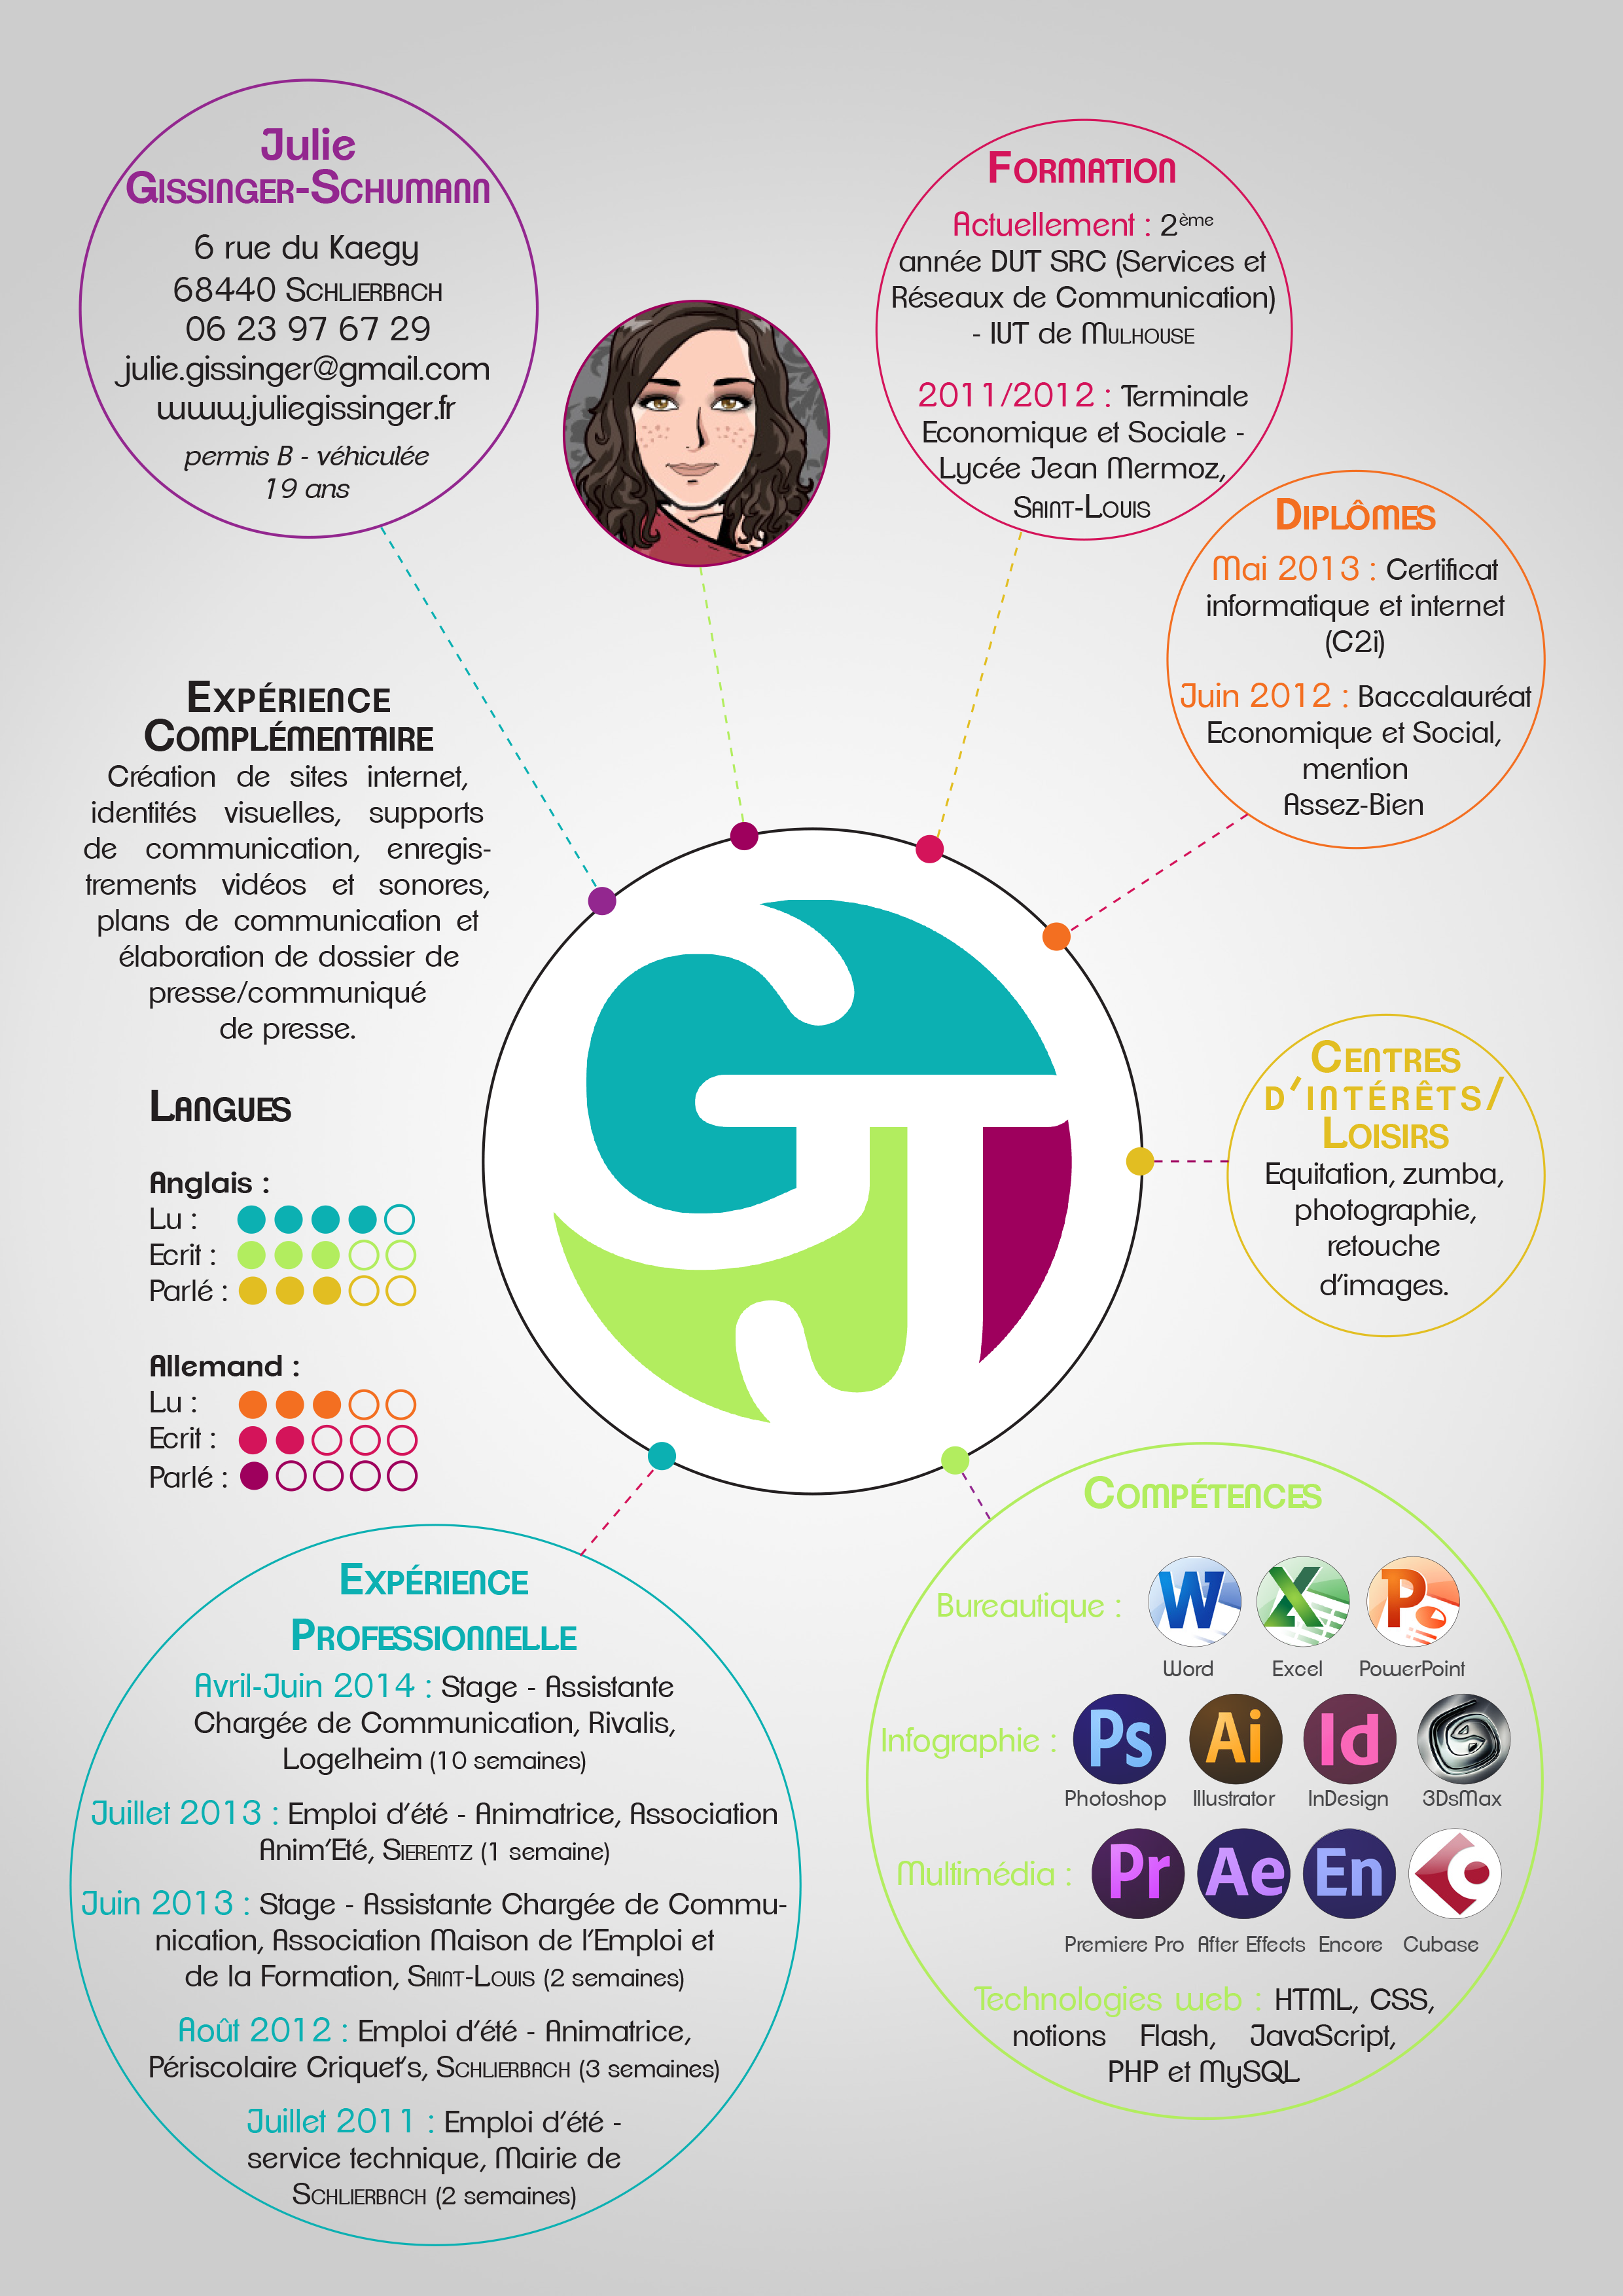 Julie
Gissinger-Schumann
6 rue du Kaegy
68440 Schlierbach
06 23 97 67 29
julie.gissinger@gmail.com
www.juliegissinger.fr
permis B - véhiculée
19 ans
Formation
Actuellement : 2ème
année DUT SRC (Services et
Réseaux de Communication)
- IUT de Mulhouse
2011/2012 : Terminale
Economique et Sociale -
Lycée Jean Mermoz,
Saint-Louis
Diplômes
Mai 2013 : Certificat
informatique et internet
(C2i)
Juin 2012 : Baccalauréat
Economique et Social,
mention
Assez-Bien
Expérience
Complémentaire
Création de sites internet,
identités visuelles, supports
de communication, enregis-
trements vidéos et sonores,
plans de communication et
élaboration de dossier de
presse/communiqué
de presse.
Centres
d'intérêts/
Loisirs
Equitation, zumba,
photographie,
retouche
d'images.
Langues
Anglais :
Lu :
Ecrit :
Parlé :
Allemand :
Lu :
Ecrit :
Parlé :
Expérience
Professionnelle
Avril-Juin 2014 : Stage - Assistante
Chargée de Communication, Rivalis,
Logelheim (10 semaines)
Juillet 2013 : Emploi d'été - Animatrice, Association
Anim'Eté, Sierentz (1 semaine)
Juin 2013 : Stage - Assistante Chargée de Commu-
nication, Association Maison de l'Emploi et
de la Formation, Saint-Louis (2 semaines)
Août 2012 : Emploi d'été - Animatrice,
Périscolaire Criquet's, Schlierbach (3 semaines)
Juillet 2011 : Emploi d'été -
service technique, Mairie de
Schlierbach (2 semaines)
Compétences
Bureautique :
Word Excel PowerPoint
Infographie : Ps Ai Id
Photoshop Illustrator InDesign 3DsMax
Multimédia : Pr Ae En
Premiere Pro After Effects Encore Cubase
Technologies web : HTML, CSS,
notions Flash, JavaScript,
PHP et MySQL